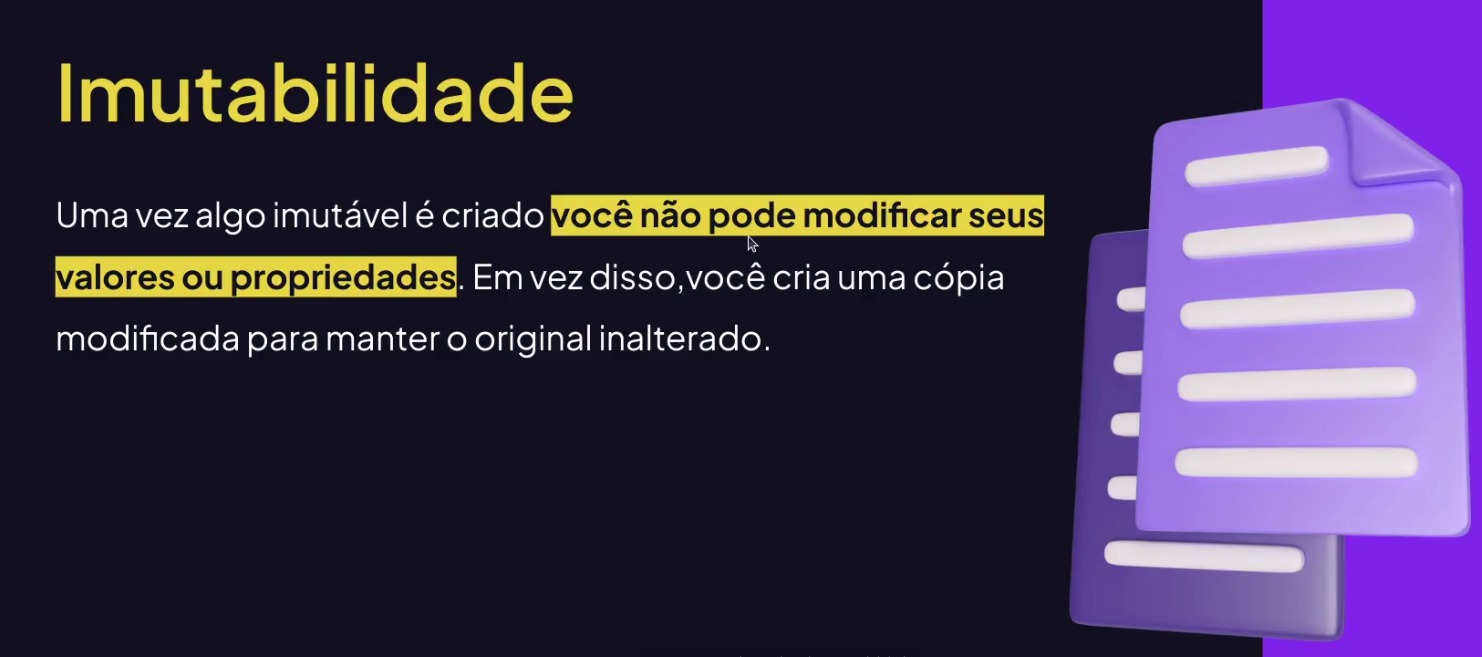 Imutabilidade
Uma vez algo imutável é criado você não pode modificar seus
valores ou propriedades. Em vez disso,você cria uma cópia
modificada para manter o original inalterado.